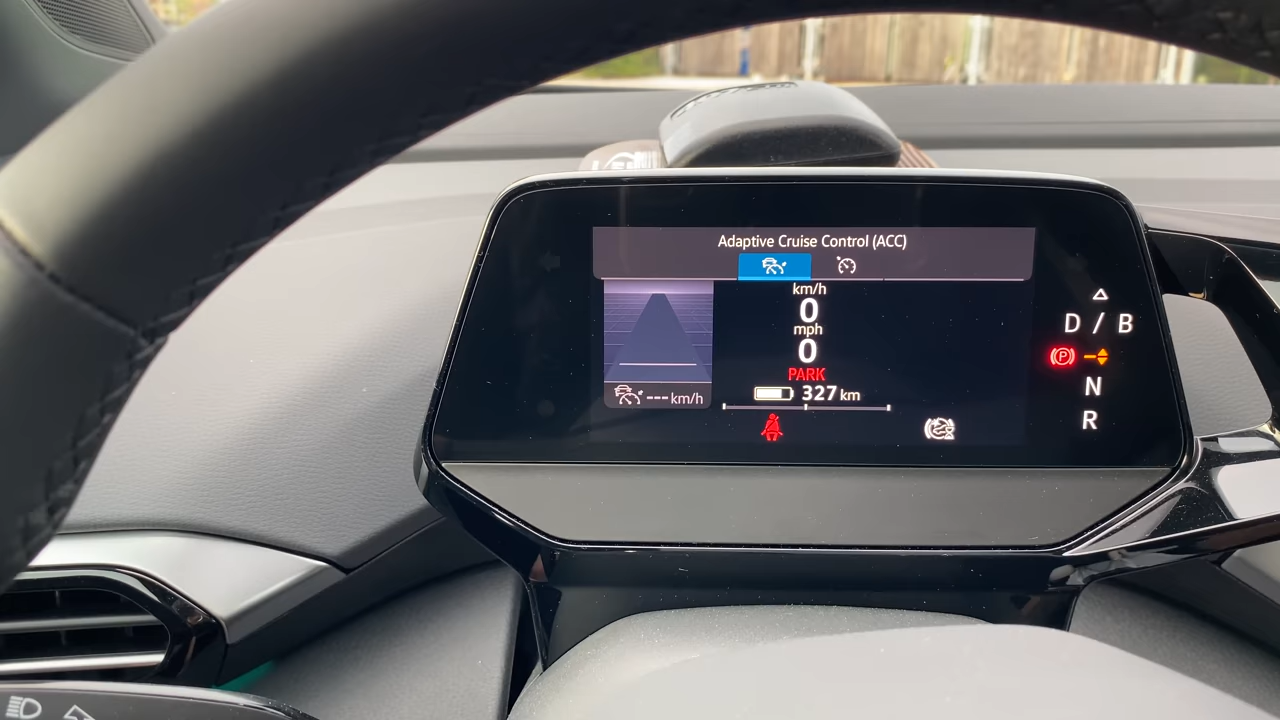 Adaptive Cruise Control (ACC)
km/h
0
mph
0
PARK
327 km
--- km/h
D / B
P
N
R